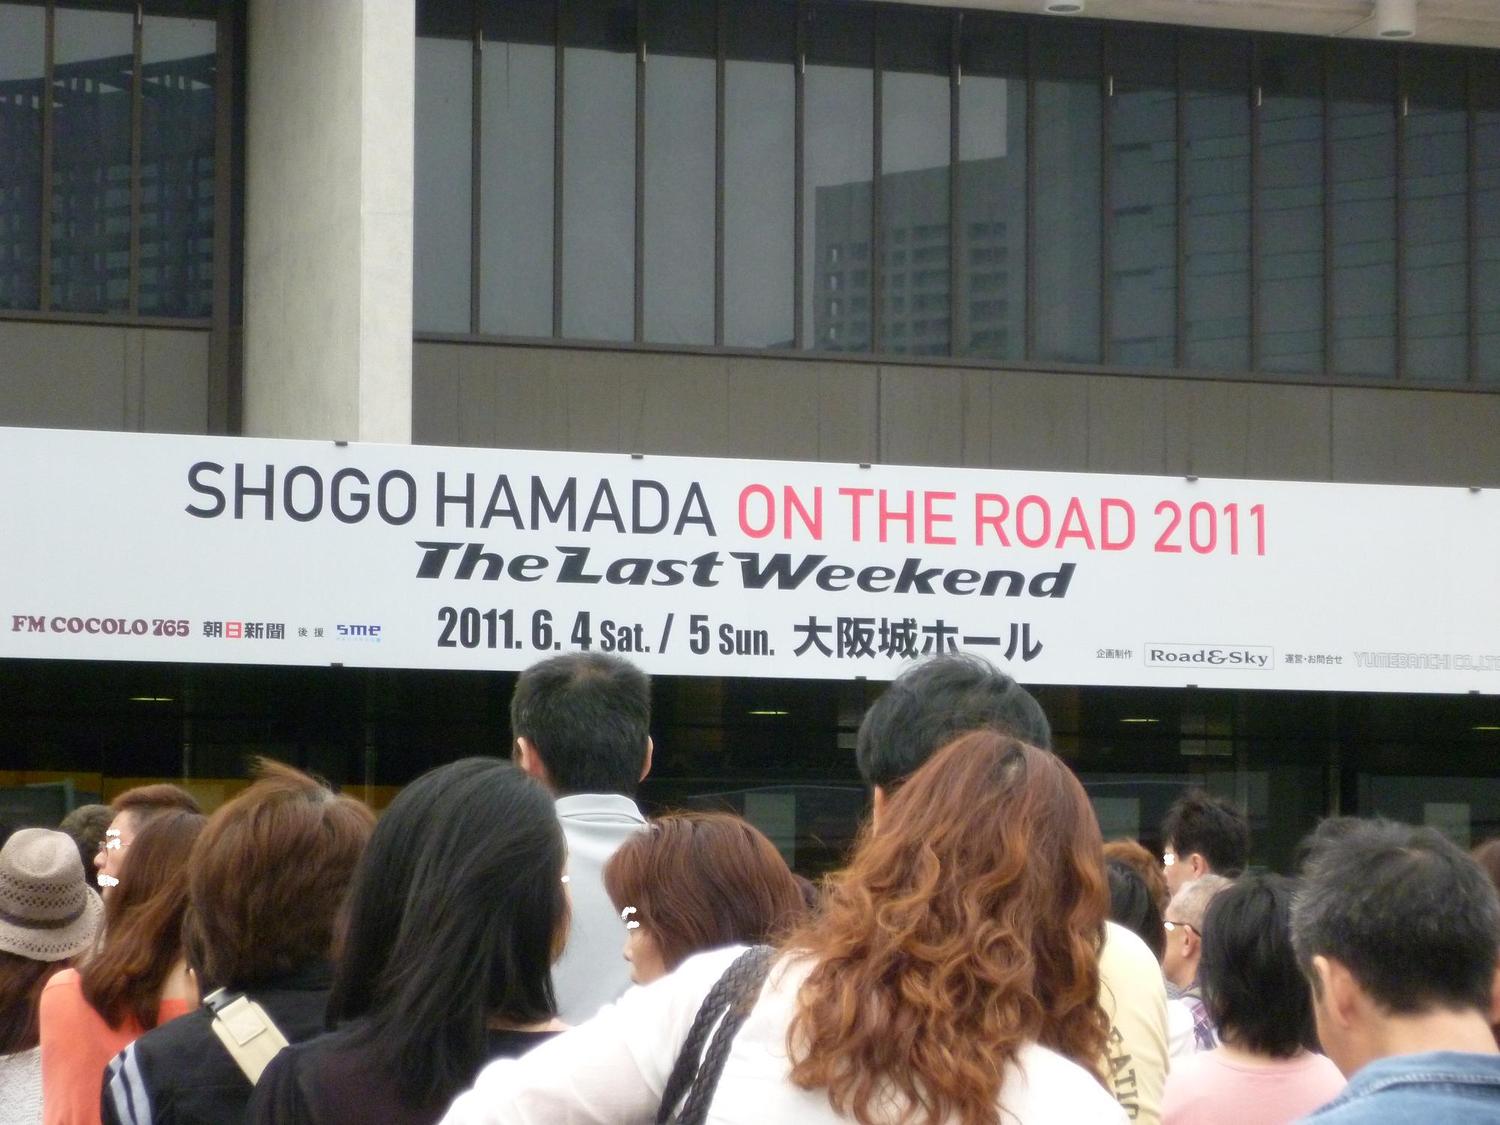 SHOGO HAMADA ON THE ROAD 2011
The Last Weekend
2011. 6. 4 Sat. / 5 Sun. 大阪城ホール
FM COCOLO 765 朝日新聞 後援 sme
企画制作 Road&Sky 運営・お問合せ YUMEBANCHI CO.,LTD